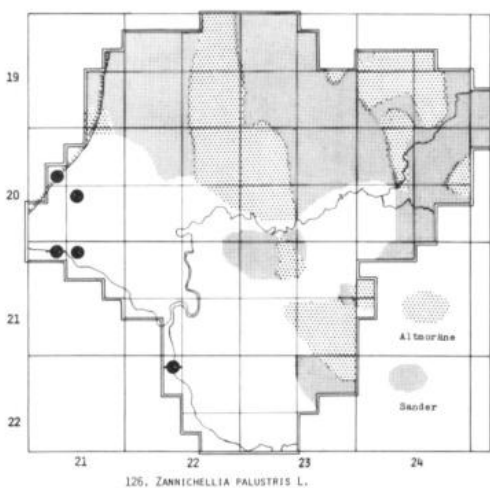 19
20
21
Altmoräne
Sander
22
21 22 23 24
126. ZANNICHELLIA PALUSTRIS L.